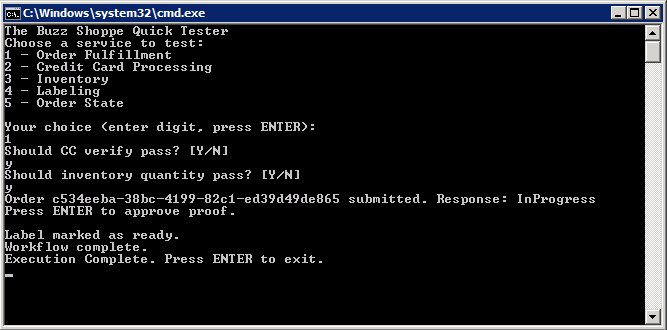 C:\Windows\system32\cmd.exe
The Buzz Shoppe Quick Tester
Choose a service to test:
1 - Order Fulfillment
2 - Credit Card Processing
3 - Inventory
4 - Labeling
5 - Order State
Your choice (enter digit, press ENTER):
1
Should CC verify pass? [Y/N]
y
Should inventory quantity pass? [Y/N]
y
Order c534eeba-38bc-4199-82c1-ed39d49de865 submitted. Response: InProgress
Press ENTER to approve proof.
Label marked as ready.
Workflow complete.
Execution Complete. Press ENTER to exit.